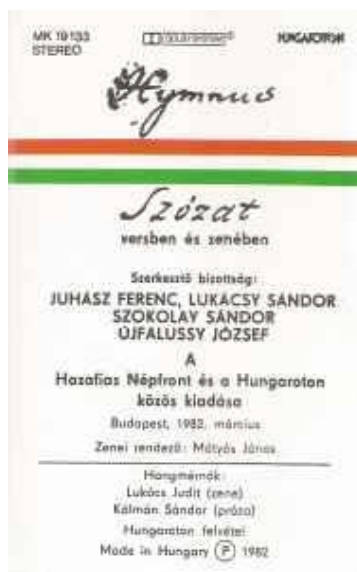 MK 19133
STEREO
DOLBY SYSTEM®
HUNGAROTON
Hymnus
Szózat
versben és zenében
Szerkesztő bizottság:
JUHÁSZ FERENC, LUKÁCSY SÁNDOR
SZOKOLAY SÁNDOR
ÚJFALUSSY JÓZSEF
A
Hazafias Népfront és a Hungaroton
közös kiadása
Budapest, 1982. március
Zenei rendező: Mátyás János
Hangmérnök:
Lukács Judit (zene)
Kálmán Sándor (próza)
Hungaroton felvétel
Made in Hungary Ⓟ 1982